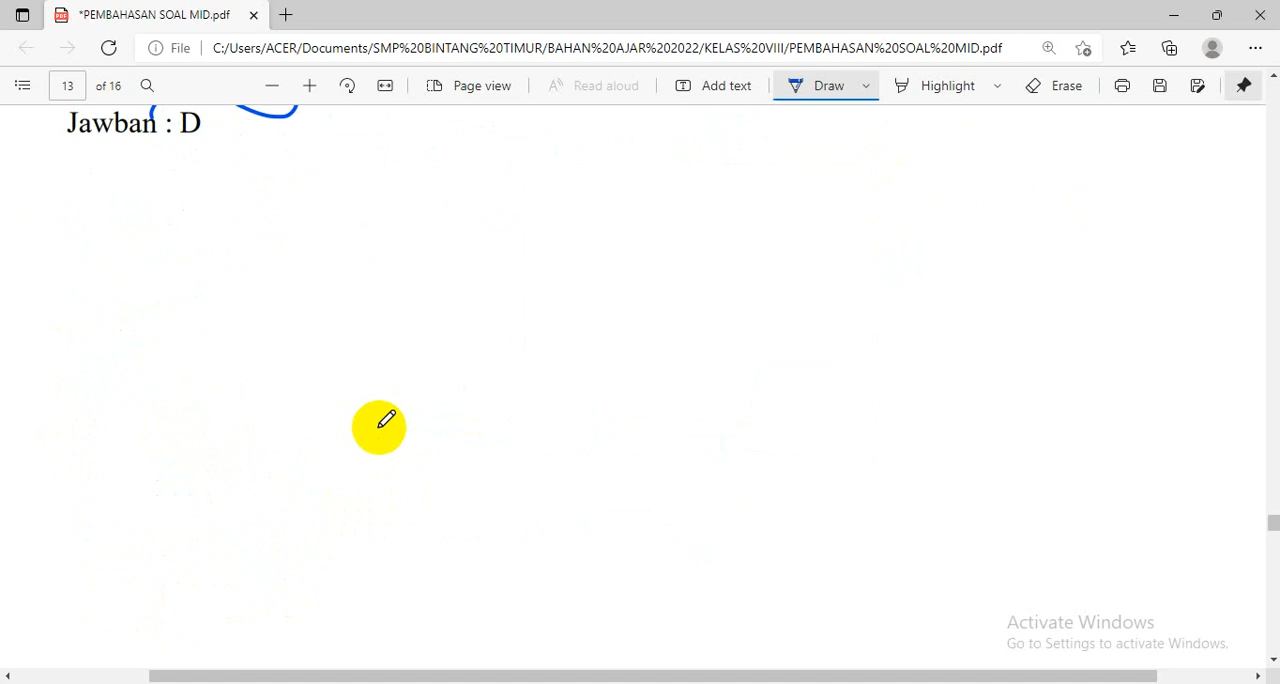 *PEMBAHASAN SOAL MID.pdf
File C:/Users/ACER/Documents/SMP%20BINTANG%20TIMUR/BAHAN%20AJAR%202022/KELAS%20VIII/PEMBAHASAN%20SOAL%20MID.pdf
13 of 16 Page view Read aloud Add text Draw Highlight Erase
Jawban : D
Activate Windows
Go to Settings to activate Windows.